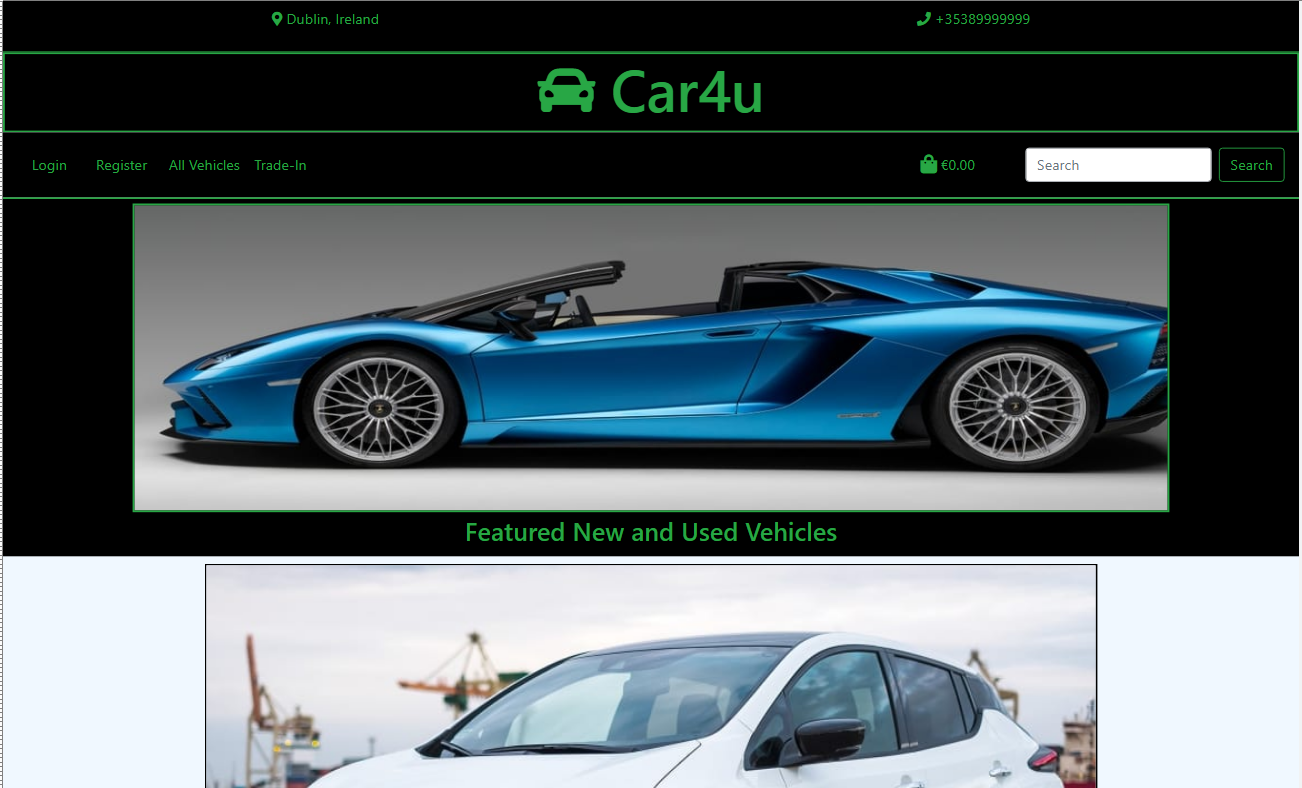 Dublin, Ireland
+35389999999
Car4u
Login Register All Vehicles Trade-In €0.00 Search Search
Featured New and Used Vehicles